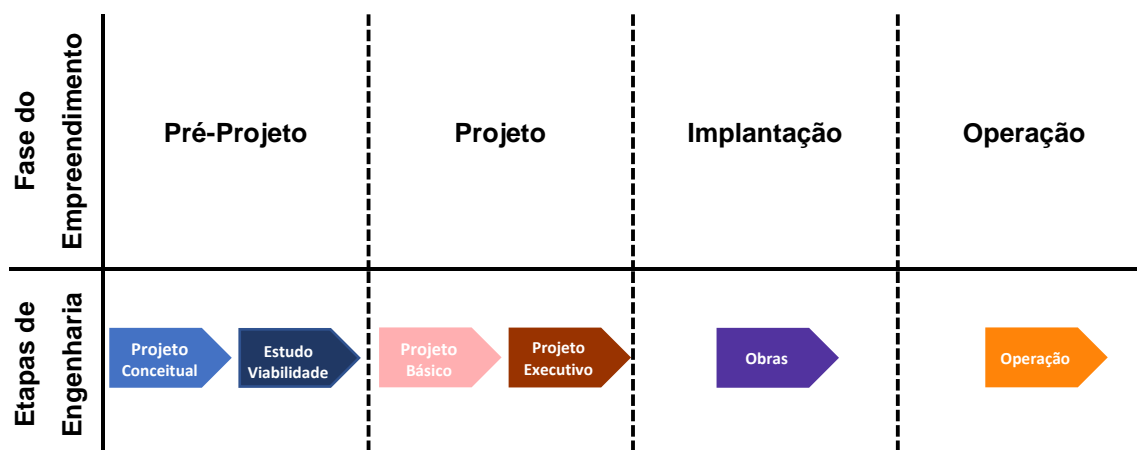 Fase do
Empreendimento
Pré-Projeto
Projeto
Implantação
Operação
Etapas de
Engenharia
Projeto
Conceitual
Estudo
Viabilidade
Projeto
Básico
Projeto
Executivo
Obras
Operação